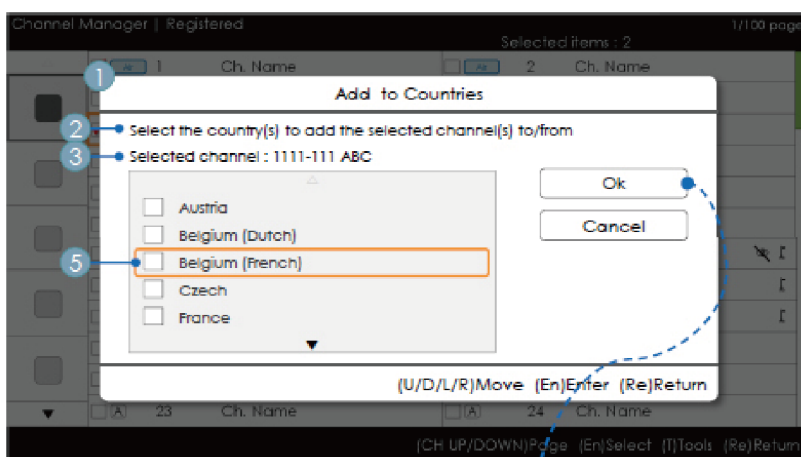 Channel Manager | Registered
1/100 page
Selected items : 2
Air 1 Ch. Name
Air 2 Ch. Name
1
Add to Countries
2
Select the country(s) to add the selected channel(s) to/from
3
Selected channel : 1111-111 ABC
Ok
Austria
Belgium (Dutch)
Cancel
5
Belgium (French)
Czech
France
(U/D/L/R)Move (En)Enter (Re)Return
A 23 Ch. Name
A 24 Ch. Name
(CH UP/DOWN)Page (En)Select (T)Tools (Re)Return